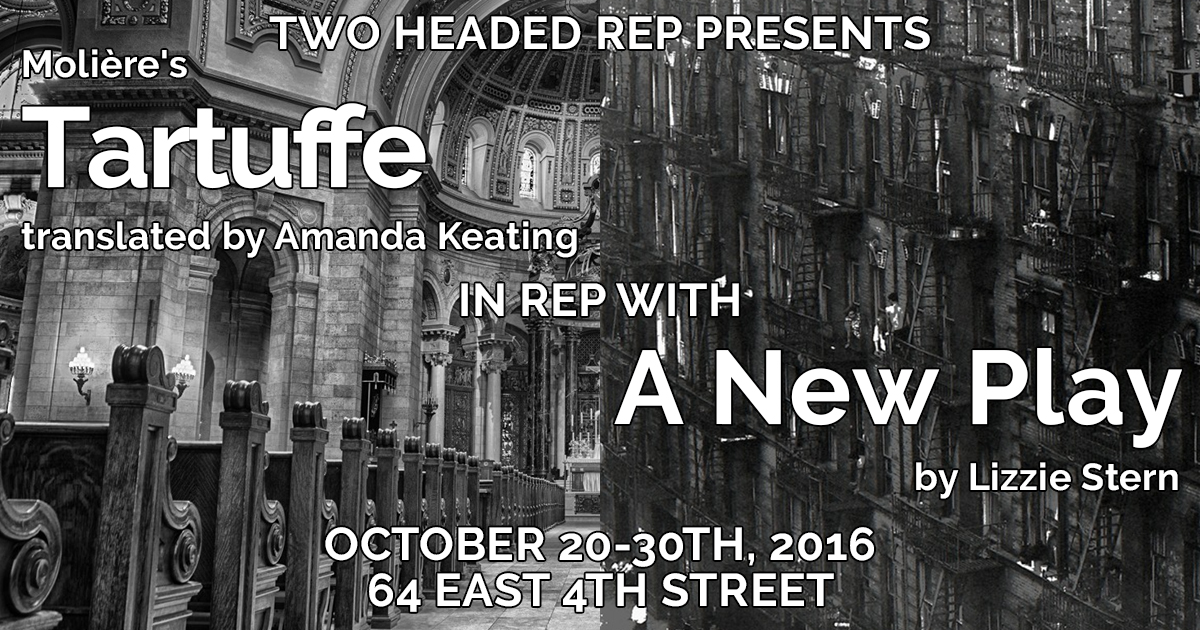 TWO HEADED REP PRESENTS
Molière's
Tartuffe
translated by Amanda Keating
IN REP WITH
A New Play
by Lizzie Stern
OCTOBER 20-30TH, 2016
64 EAST 4TH STREET